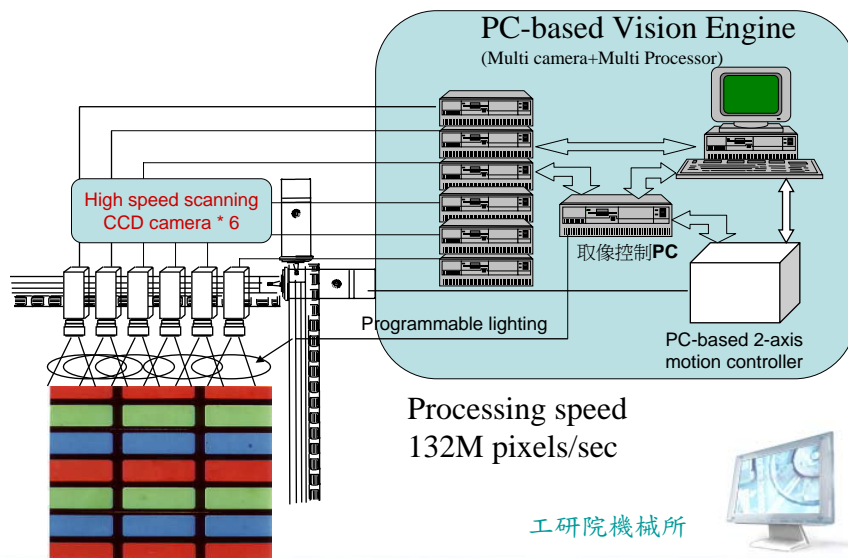 PC-based Vision Engine
(Multi camera+Multi Processor)
High speed scanning
CCD camera * 6
取像控制PC
Programmable lighting
PC-based 2-axis
motion controller
Processing speed
132M pixels/sec
工研院機械所